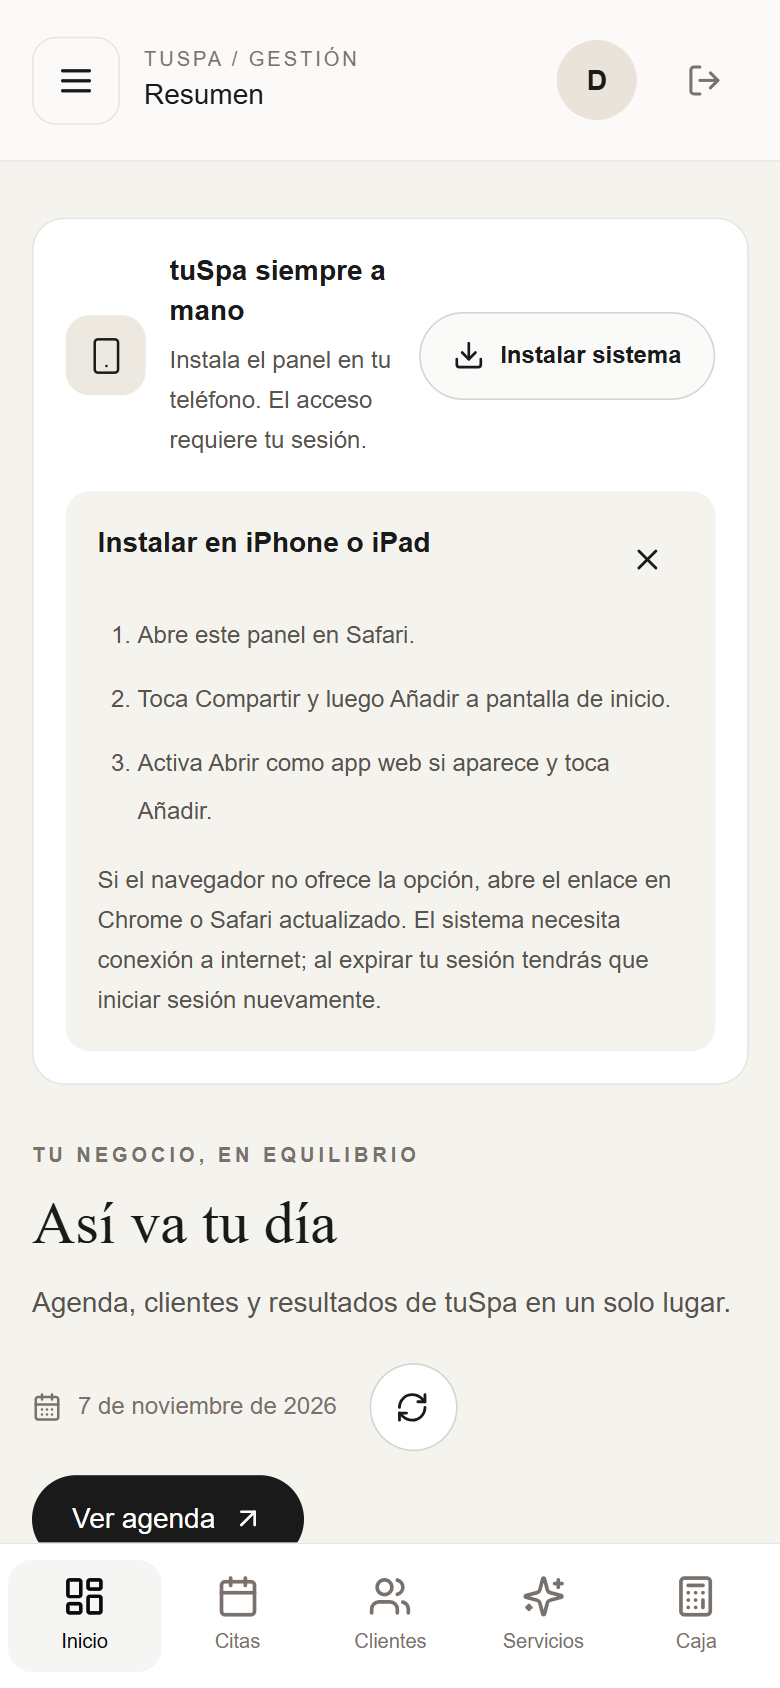 TUSPA / GESTIÓN
Resumen
D
tuSpa siempre a
mano
Instala el panel en tu
teléfono. El acceso
requiere tu sesión.
Instalar sistema
Instalar en iPhone o iPad
1. Abre este panel en Safari.
2. Toca Compartir y luego Añadir a pantalla de inicio.
3. Activa Abrir como app web si aparece y toca
Añadir.
Si el navegador no ofrece la opción, abre el enlace en
Chrome o Safari actualizado. El sistema necesita
conexión a internet; al expirar tu sesión tendrás que
iniciar sesión nuevamente.
TU NEGOCIO, EN EQUILIBRIO
Así va tu día
Agenda, clientes y resultados de tuSpa en un solo lugar.
7 de noviembre de 2026
Ver agenda
Inicio
Citas
Clientes
Servicios
Caja